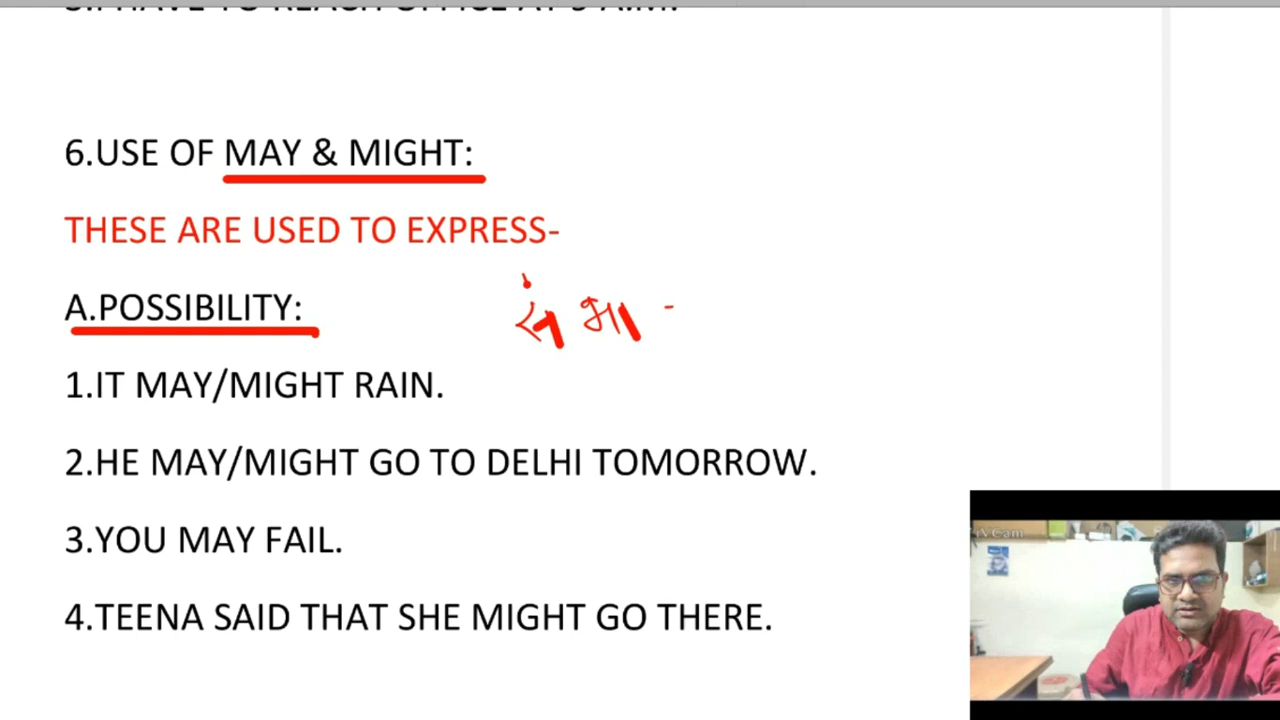 6.USE OF MAY & MIGHT:
THESE ARE USED TO EXPRESS-
A.POSSIBILITY:
1.IT MAY/MIGHT RAIN.
2.HE MAY/MIGHT GO TO DELHI TOMORROW.
3.YOU MAY FAIL.
4.TEENA SAID THAT SHE MIGHT GO THERE.